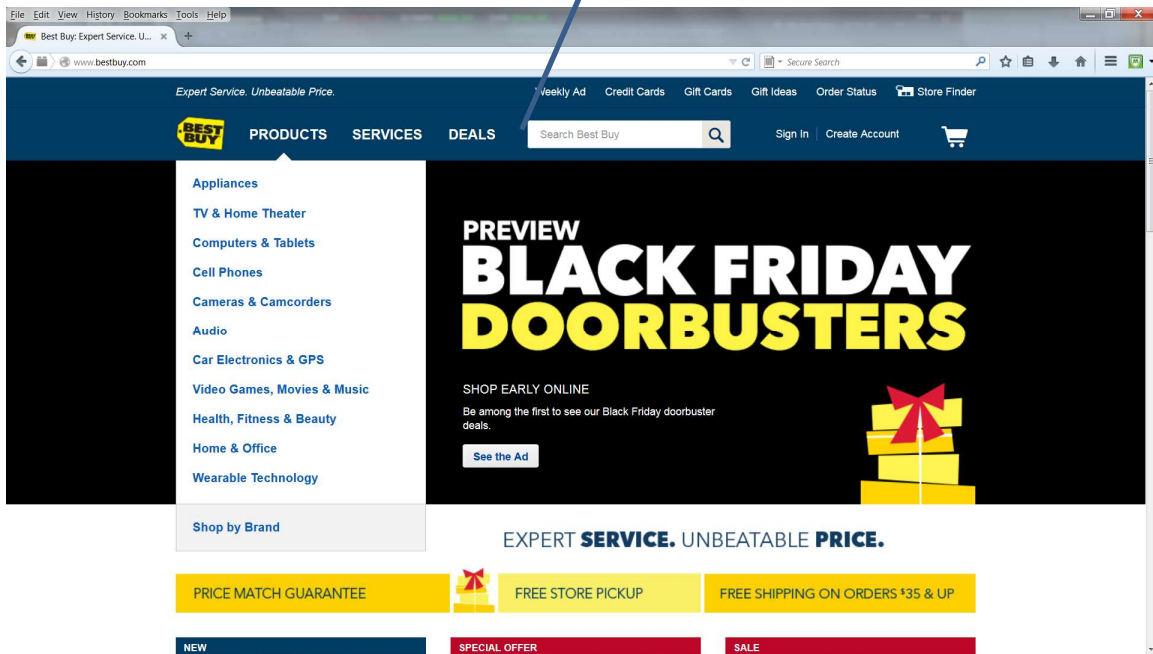 File Edit View History Bookmarks Tools Help
Best Buy: Expert Service. U... × +
www.bestbuy.com Secure Search
Expert Service. Unbeatable Price. Weekly Ad Credit Cards Gift Cards Gift Ideas Order Status Store Finder
BEST BUY PRODUCTS SERVICES DEALS Search Best Buy Sign In Create Account
Appliances
TV & Home Theater
Computers & Tablets
Cell Phones
Cameras & Camcorders
Audio
Car Electronics & GPS
Video Games, Movies & Music
Health, Fitness & Beauty
Home & Office
Wearable Technology
Shop by Brand
PREVIEW
BLACK FRIDAY
DOORBUSTERS
SHOP EARLY ONLINE
Be among the first to see our Black Friday doorbuster
deals.
See the Ad
EXPERT SERVICE. UNBEATABLE PRICE.
PRICE MATCH GUARANTEE FREE STORE PICKUP FREE SHIPPING ON ORDERS $35 & UP
NEW SPECIAL OFFER SALE